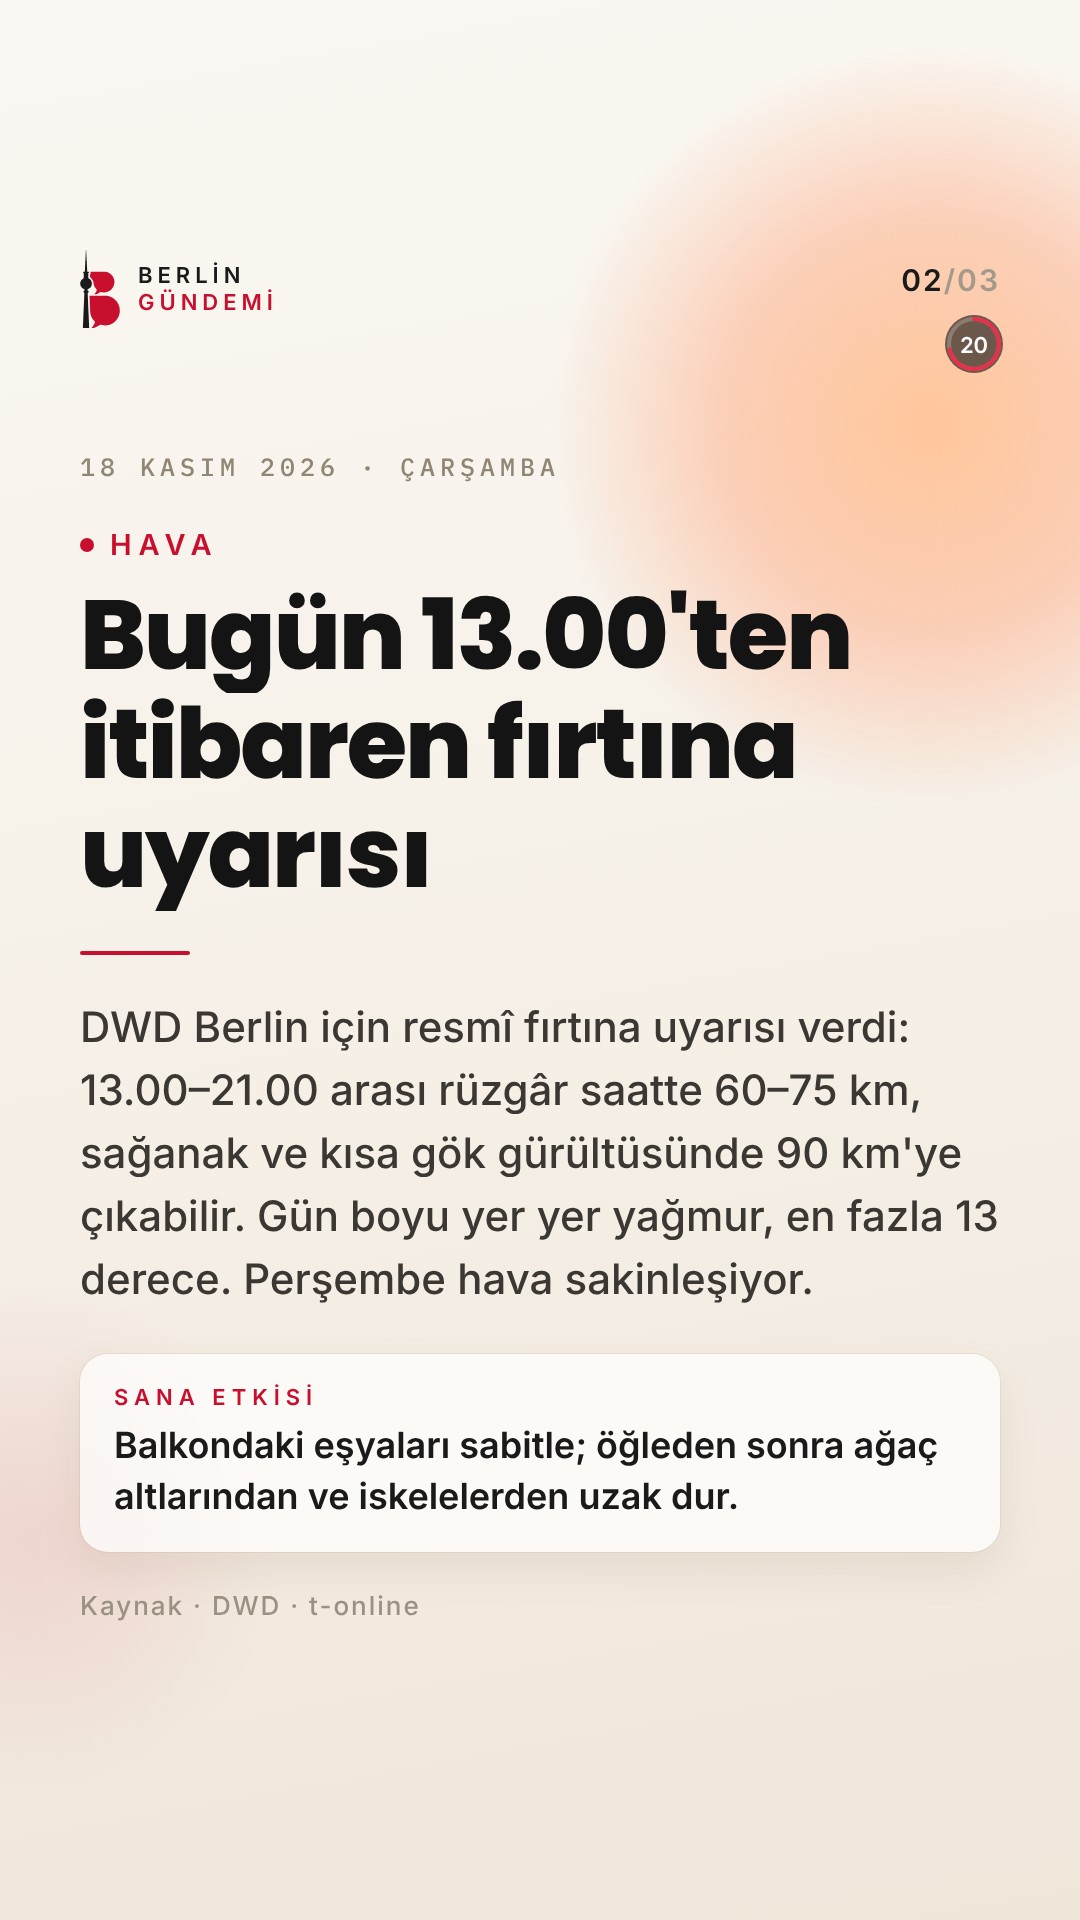 BERLİN
GÜNDEMİ
02/03
20
18 KASIM 2026 · ÇARŞAMBA
HAVA
Bugün 13.00'ten
itibaren fırtına
uyarısı
DWD Berlin için resmî fırtına uyarısı verdi:
13.00–21.00 arası rüzgâr saatte 60–75 km,
sağanak ve kısa gök gürültüsünde 90 km'ye
çıkabilir. Gün boyu yer yer yağmur, en fazla 13
derece. Perşembe hava sakinleşiyor.
SANA ETKİSİ
Balkondaki eşyaları sabitle; öğleden sonra ağaç
altlarından ve iskelelerden uzak dur.
Kaynak · DWD · t-online